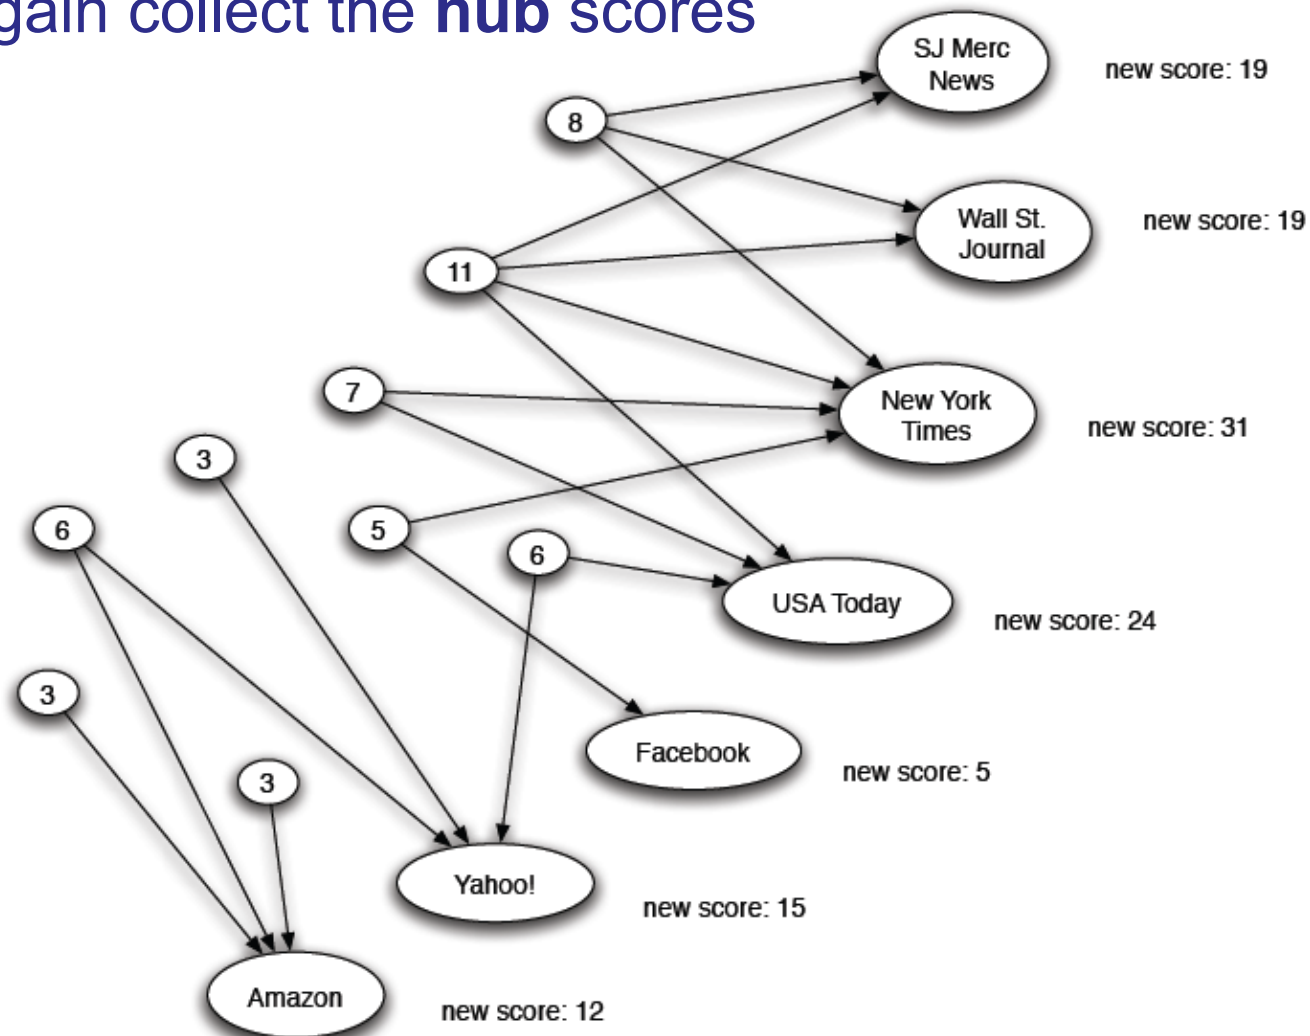 gain collect the hub scores
SJ Merc
News
new score: 19
8
Wall St.
Journal
new score: 19
11
7
New York
Times
new score: 31
3
6
5
6
USA Today
new score: 24
3
Facebook
new score: 5
3
Yahoo!
new score: 15
Amazon
new score: 12